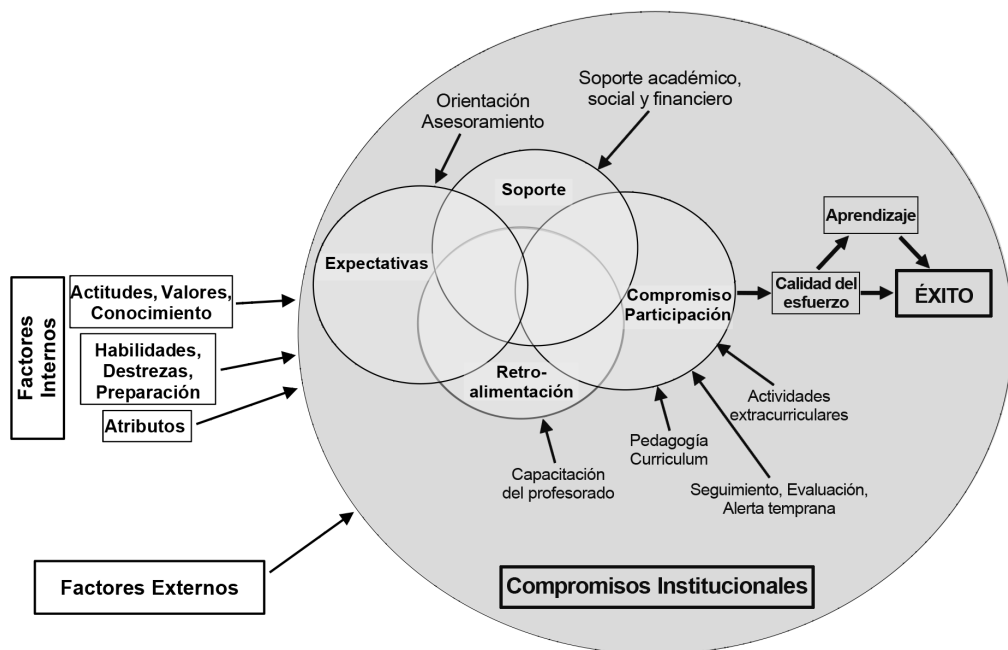 Soporte académico,
social y financiero
Orientación
Asesoramiento
Soporte
Expectativas
Compromiso
Participación
Retro-
alimentación
Aprendizaje
Calidad del
esfuerzo
ÉXITO
Factores
Internos
Actitudes, Valores,
Conocimiento
Habilidades,
Destrezas,
Preparación
Atributos
Actividades
extracurriculares
Pedagogía
Curriculum
Capacitación
del profesorado
Seguimiento, Evaluación,
Alerta temprana
Factores Externos
Compromisos Institucionales